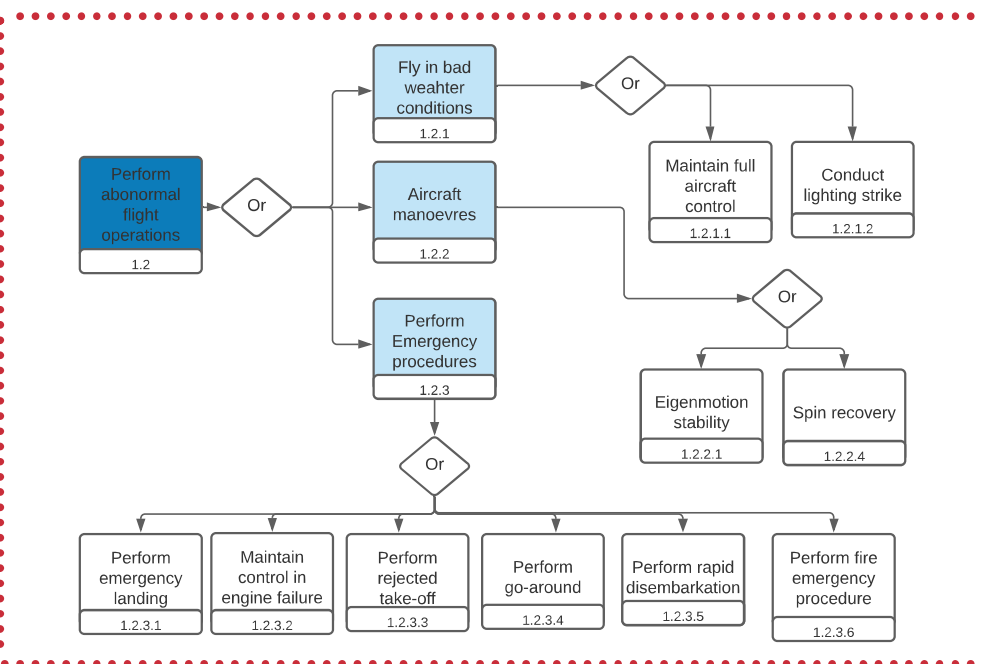 Perform
abonormal
flight
operations
1.2
Or
Fly in bad
weahter
conditions
1.2.1
Or
Maintain full
aircraft
control
1.2.1.1
Conduct
lighting strike
1.2.1.2
Aircraft
manoevres
1.2.2
Or
Eigenmotion
stability
1.2.2.1
Spin recovery
1.2.2.4
Perform
Emergency
procedures
1.2.3
Or
Perform
emergency
landing
1.2.3.1
Maintain
control in
engine failure
1.2.3.2
Perform
rejected
take-off
1.2.3.3
Perform
go-around
1.2.3.4
Perform rapid
disembarkation
1.2.3.5
Perform fire
emergency
procedure
1.2.3.6